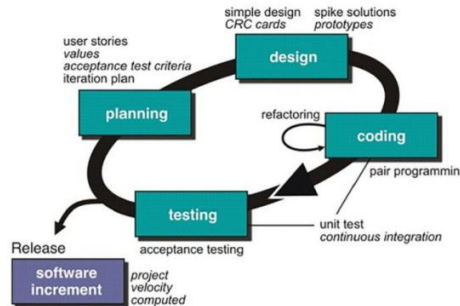 simple design
CRC cards
spike solutions
prototypes
user stories
values
acceptance test criteria
iteration plan
design
planning
refactoring
coding
pair programmin
testing
unit test
continuous integration
acceptance testing
Release
software
increment
project
velocity
computed